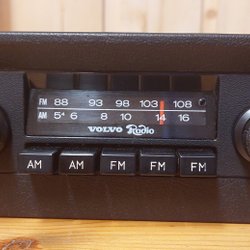 FM 88 93 98 103 108
AM 5⁴ 6 8 10 14 16
VOLVO Radio
AM AM FM FM FM